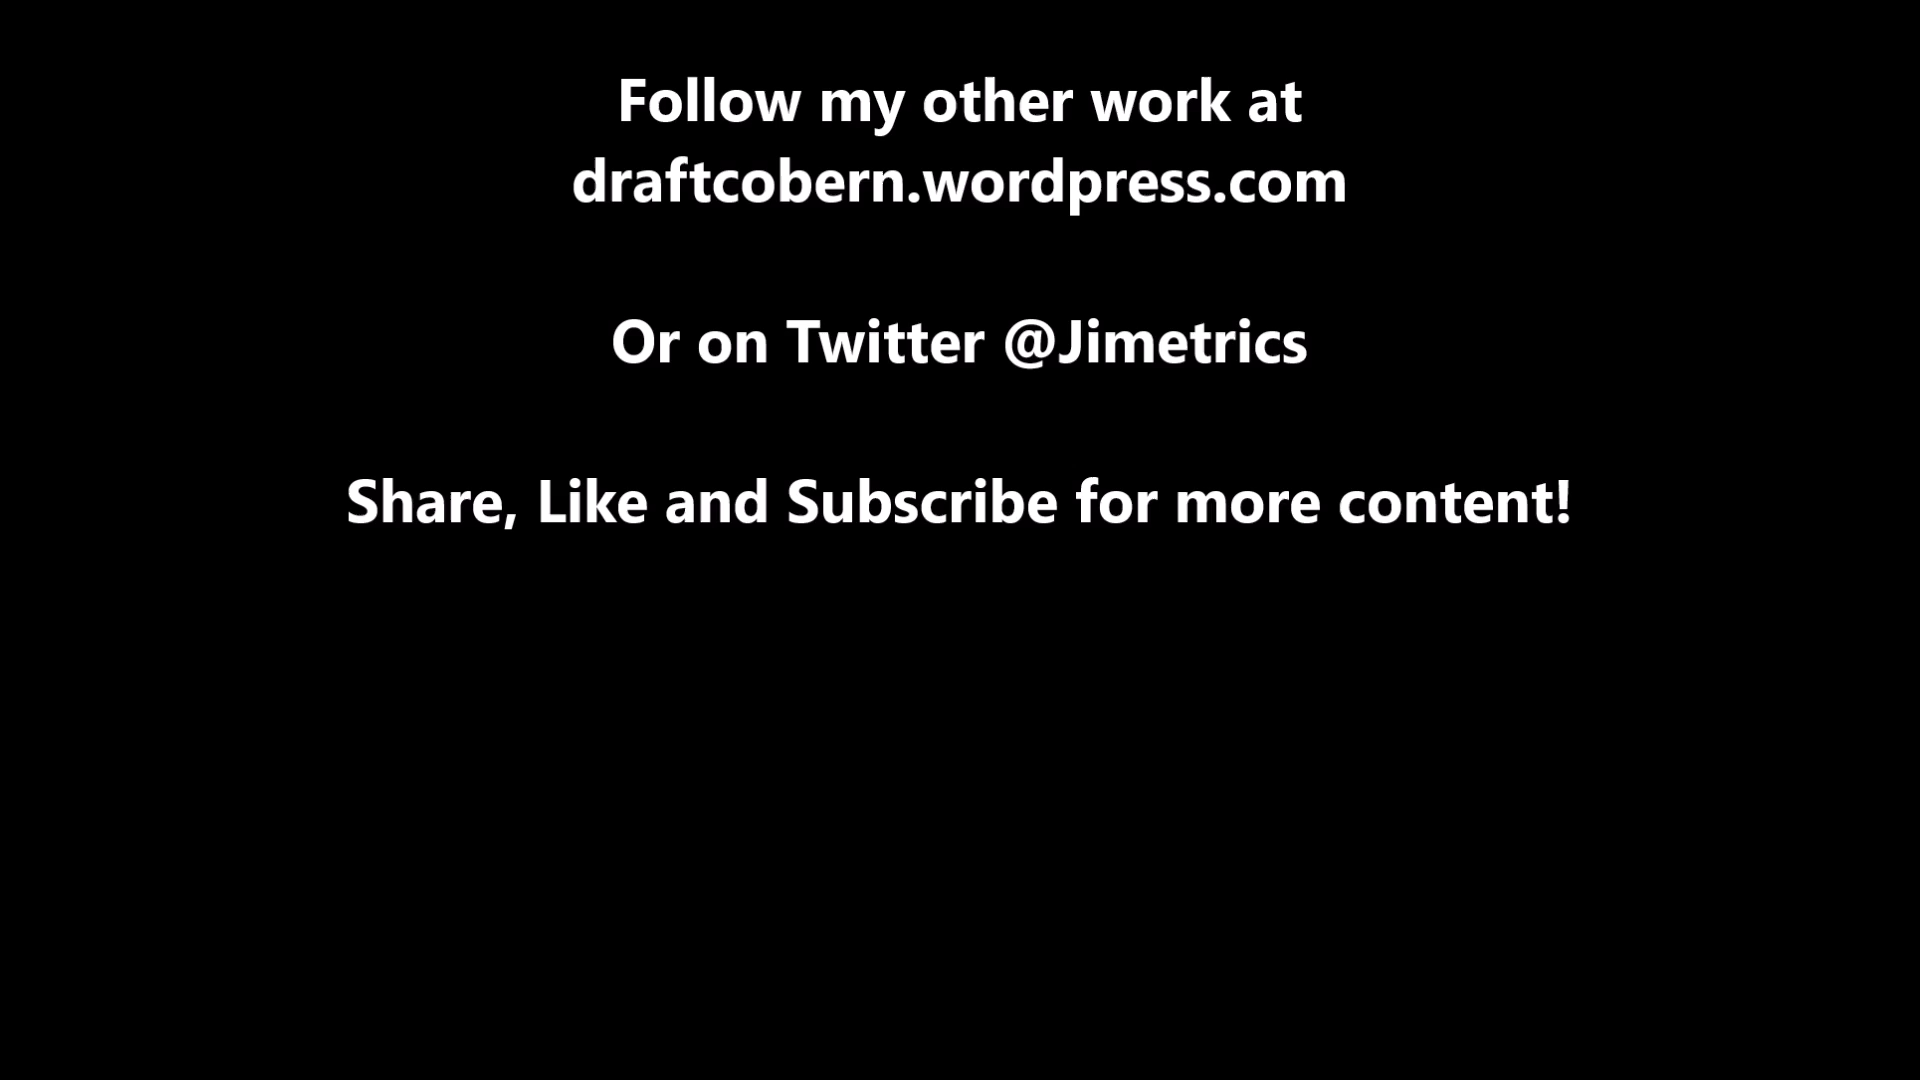 Follow my other work at
draftcobern.wordpress.com
Or on Twitter @Jimetrics
Share, Like and Subscribe for more content!